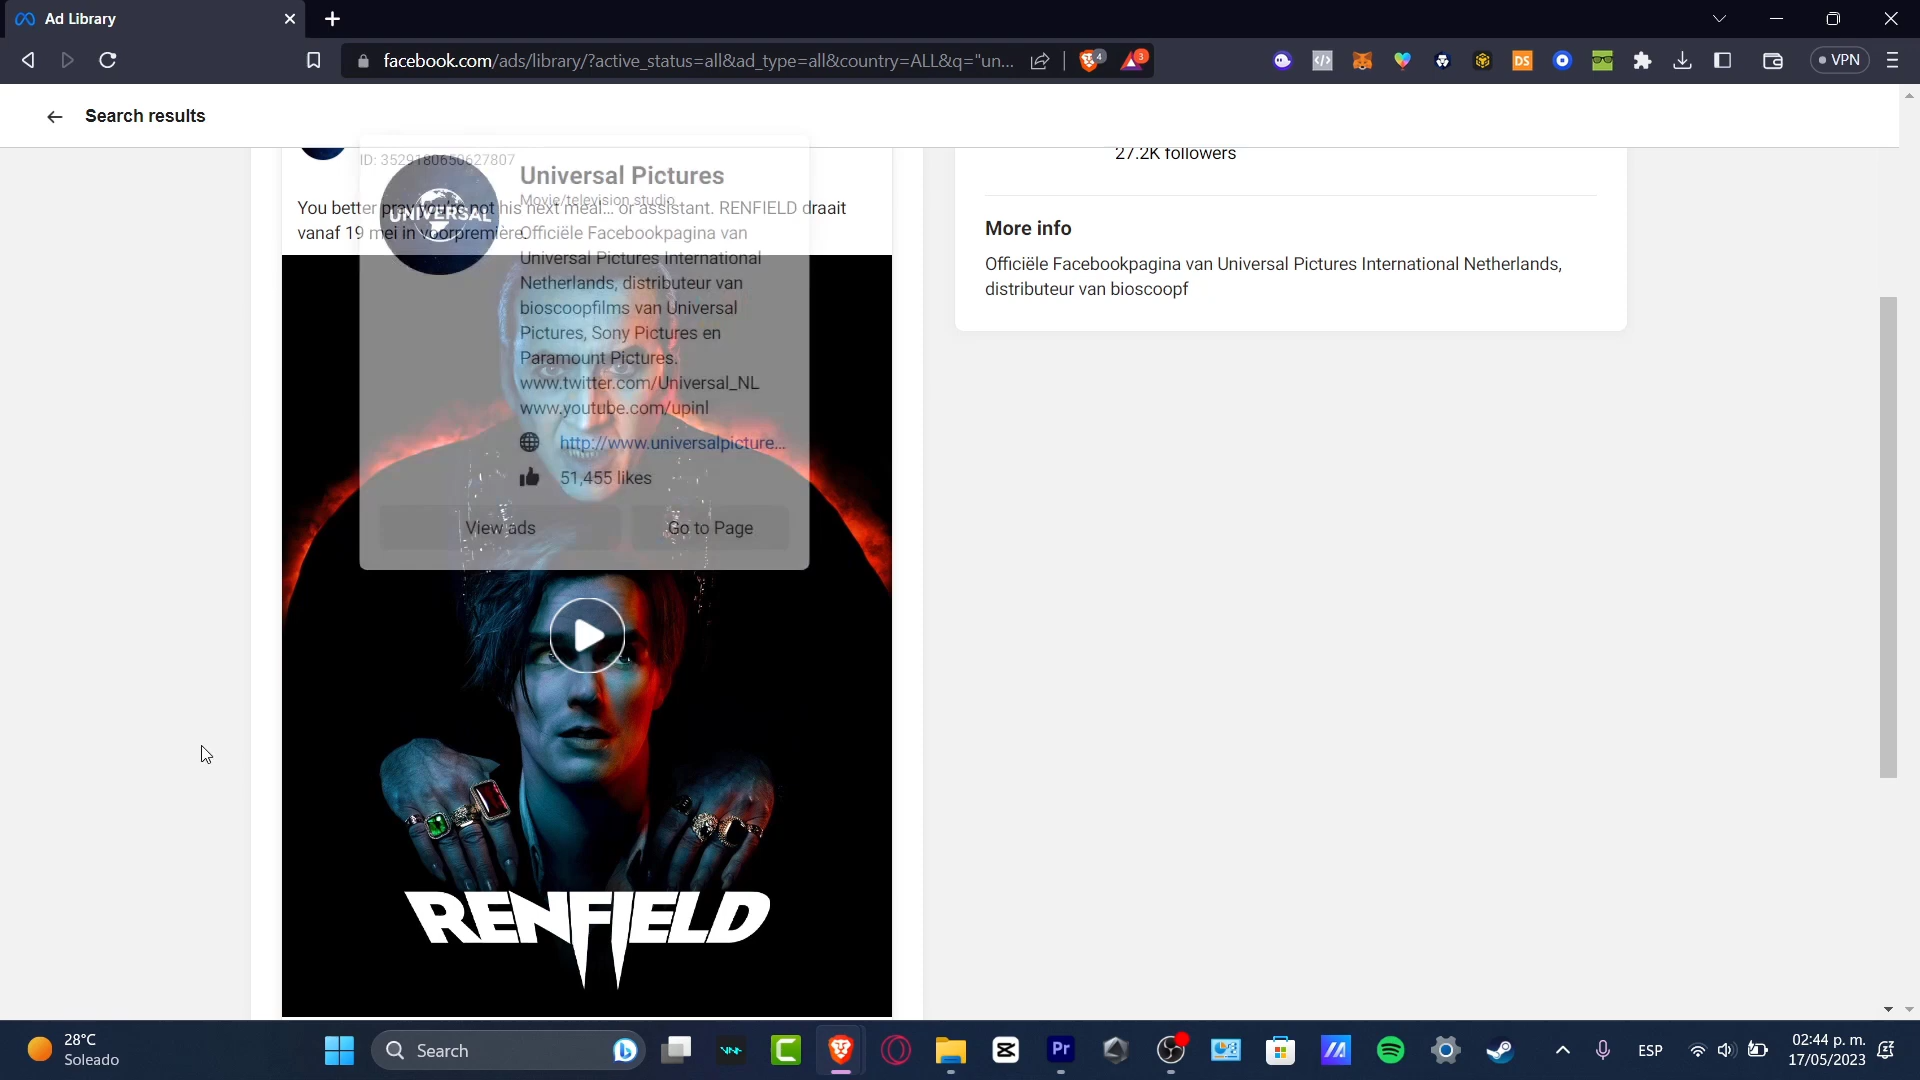 Ad Library
facebook.com/ads/library/?active_status=all&ad_type=all&country=ALL&q="un...
4
3
DS
VPN
Search results
ID: 3529180650627807
You better pray you're not his next meal... or assistant. RENFIELD draait
vanaf 19 mei in voorpremière.
UNIVERSAL
Universal Pictures
Movie/television studio
Officiële Facebookpagina van
Universal Pictures International
Netherlands, distributeur van
bioscoopfilms van Universal
Pictures, Sony Pictures en
Paramount Pictures.
www.twitter.com/Universal_NL
www.youtube.com/upinl
http://www.universalpicture...
51,455 likes
View ads
Go to Page
RENFIELD
27.2K followers
More info
Officiële Facebookpagina van Universal Pictures International Netherlands,
distributeur van bioscoopf
28°C
Soleado
Search
Pr
ESP
02:44 p. m.
17/05/2023